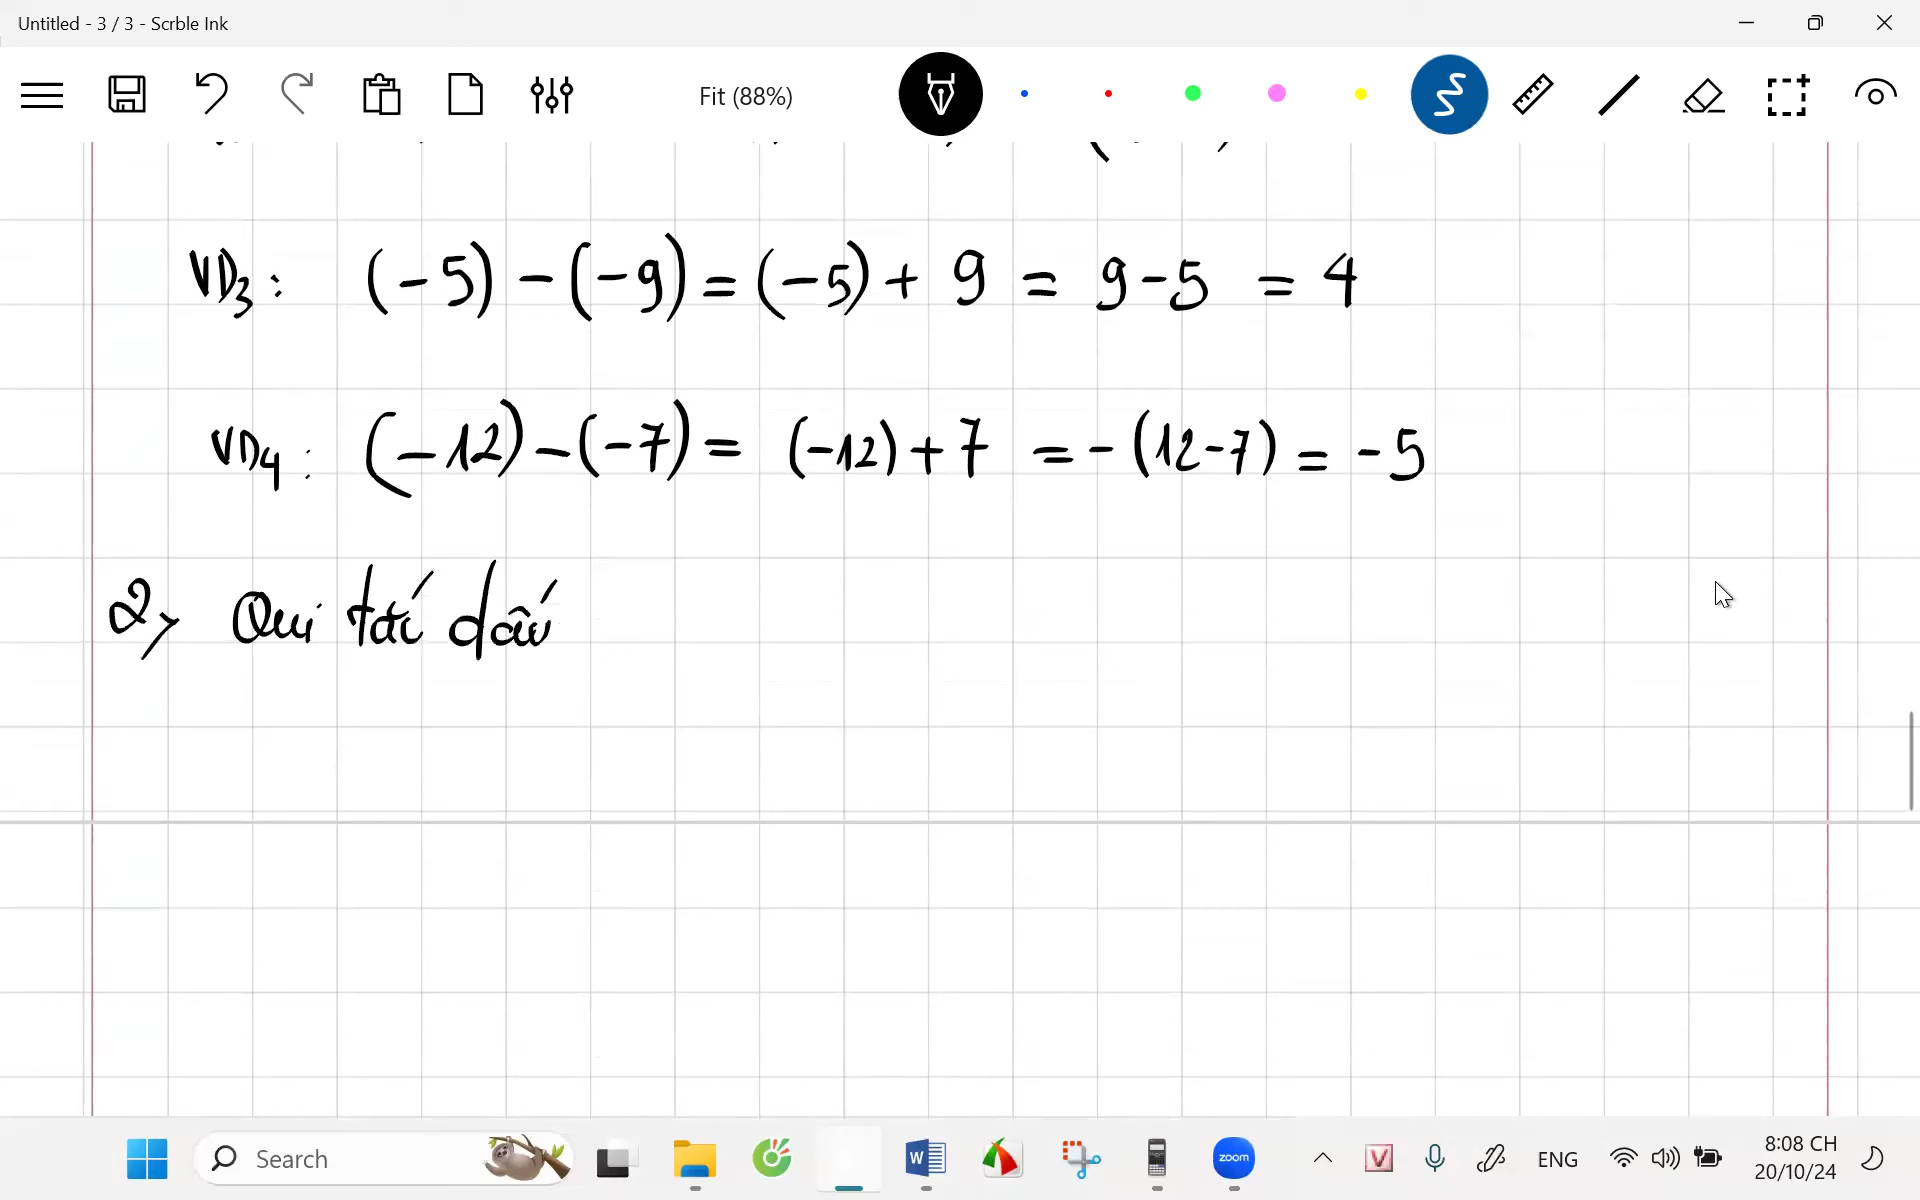 Untitled - 3 / 3 - Scrble Ink
Fit (88%)
VD3: (-5) - (-9) = (-5) + 9 = 9-5 = 4
VD4: (-12) - (-7) = (-12) + 7 = - (12-7) = -5
2, Qui tắc dấu
Search
W
zoom
V
ENG
8:08 CH
20/10/24